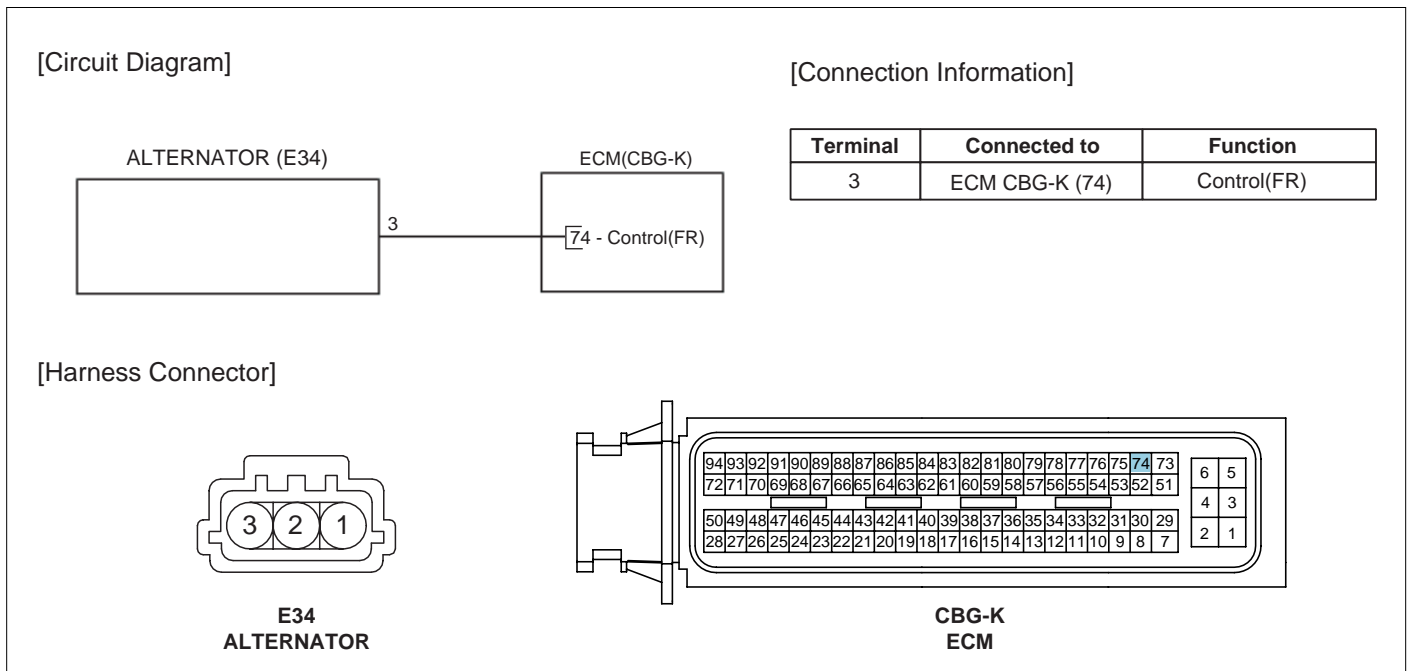 [Circuit Diagram]
ALTERNATOR (E34)
3
ECM(CBG-K)
74 - Control(FR)
[Connection Information]
Terminal Connected to Function
3 ECM CBG-K (74) Control(FR)
[Harness Connector]
3 2 1
E34
ALTERNATOR
94 93 92 91 90 89 88 87 86 85 84 83 82 81 80 79 78 77 76 75 74 73
72 71 70 69 68 67 66 65 64 63 62 61 60 59 58 57 56 55 54 53 52 51
50 49 48 47 46 45 44 43 42 41 40 39 38 37 36 35 34 33 32 31 30 29
28 27 26 25 24 23 22 21 20 19 18 17 16 15 14 13 12 11 10 9 8 7
6 5
4 3
2 1
CBG-K
ECM